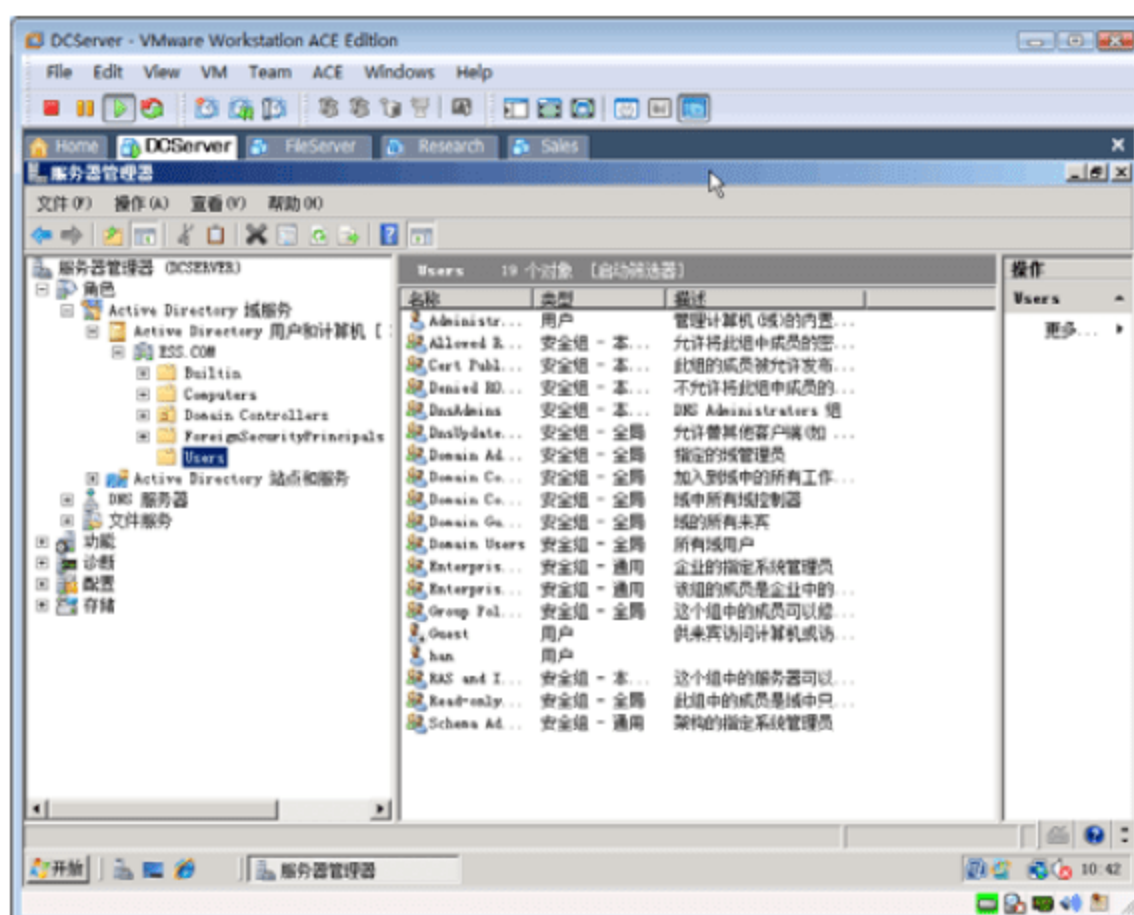 DCServer - VMware Workstation ACE Edition
File Edit View VM Team ACE Windows Help
Home DCServer FileServer Research Sales
服务器管理器
文件(F) 操作(A) 查看(V) 帮助(H)
服务器管理器 (DCSERVER)
角色
Active Directory 域服务
Active Directory 用户和计算机 [
ESS.COM
Builtin
Computers
Domain Controllers
ForeignSecurityPrincipals
Users
Active Directory 站点和服务
DNS 服务器
文件服务
功能
诊断
配置
存储
Users 19 个对象 [自动筛选器]
名称 类型 描述
Administr... 用户 管理计算机(域)的内置...
Allowed R... 安全组 - 本... 允许将此组中成员的密...
Cert Publ... 安全组 - 本... 此组的成员被允许发布...
Denied RO... 安全组 - 本... 不允许将此组中成员的...
DnsAdmins 安全组 - 本... DNS Administrators 组
DnsUpdate... 安全组 - 全局 允许替其他客户端(如 ...
Domain Ad... 安全组 - 全局 指定的域管理员
Domain Co... 安全组 - 全局 加入到域中的所有工作...
Domain Co... 安全组 - 全局 域中所有域控制器
Domain Gu... 安全组 - 全局 域的所有来宾
Domain Users 安全组 - 全局 所有域用户
Enterpris... 安全组 - 通用 企业的指定系统管理员
Enterpris... 安全组 - 通用 该组的成员是企业中的...
Group Pol... 安全组 - 全局 这个组中的成员可以修...
Guest 用户 供来宾访问计算机或访...
han 用户
RAS and I... 安全组 - 本... 这个组中的服务器可以...
Read-only... 安全组 - 全局 此组中的成员是域中只...
Schema Ad... 安全组 - 通用 架构的指定系统管理员
操作
Users
更多...
开始 服务器管理器 10:42